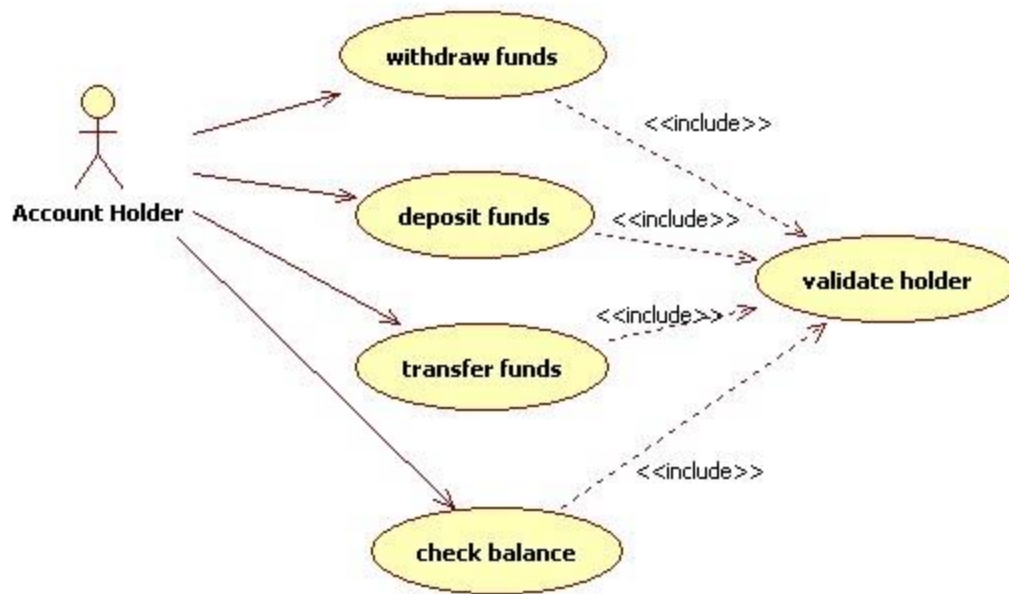 withdraw funds
<<include>>
Account Holder
deposit funds
<<include>>
validate holder
<<include>>
transfer funds
<<include>>
check balance